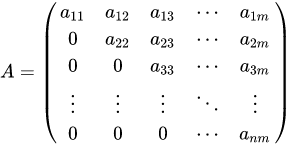 A = ( a₁₁ a₁₂ a₁₃ ⋯ a₁ₘ
0 a₂₂ a₂₃ ⋯ a₂ₘ
0 0 a₃₃ ⋯ a₃ₘ
⋮ ⋮ ⋮ ⋱ ⋮
0 0 0 ⋯ aₙₘ )